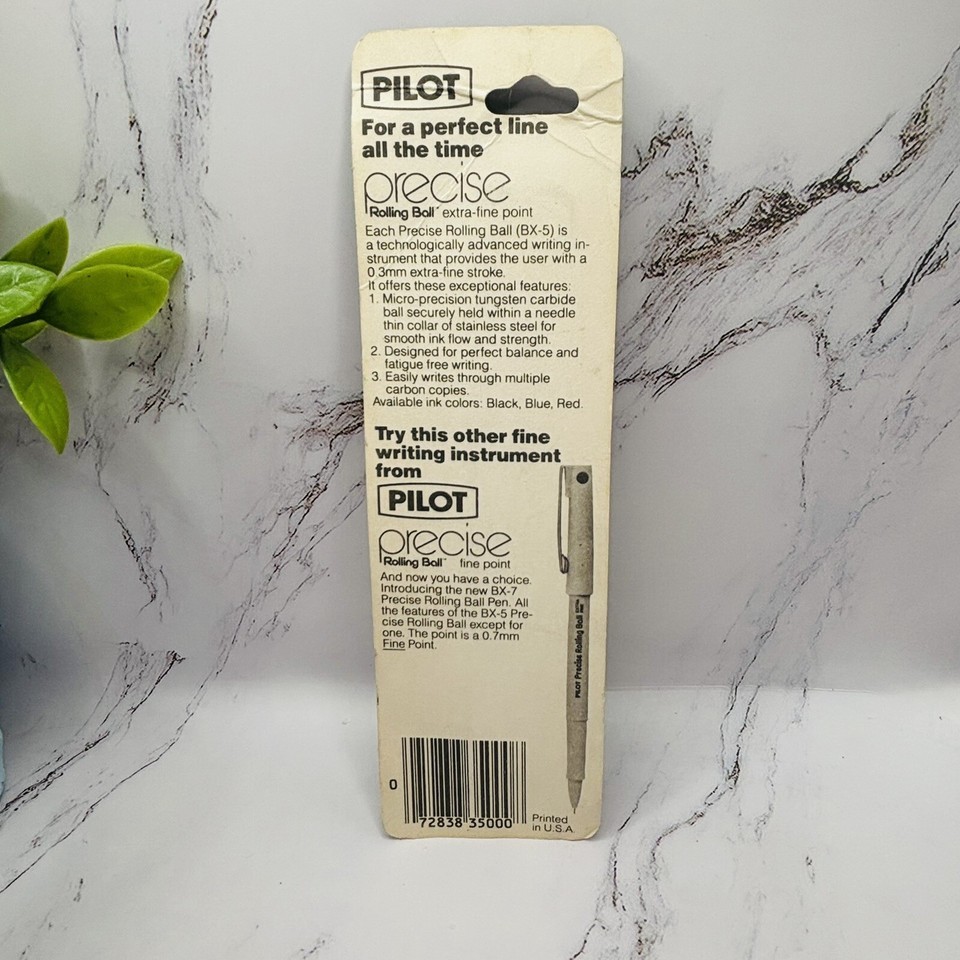 PILOT
For a perfect line
all the time
precise
Rolling Ball™ extra-fine point
Each Precise Rolling Ball (BX-5) is
a technologically advanced writing in-
strument that provides the user with a
0.3mm extra-fine stroke.
It offers these exceptional features:
1. Micro-precision tungsten carbide
ball securely held within a needle
thin collar of stainless steel for
smooth ink flow and strength.
2. Designed for perfect balance and
fatigue free writing.
3. Easily writes through multiple
carbon copies.
Available ink colors: Black, Blue, Red.
Try this other fine
writing instrument
from
PILOT
precise
Rolling Ball™ fine point
And now you have a choice.
Introducing the new BX-7
Precise Rolling Ball Pen. All
the features of the BX-5 Pre-
cise Rolling Ball except for
one. The point is a 0.7mm
Fine Point.
PILOT Precise Rolling Ball
0 72838 35000
Printed
in U.S.A.